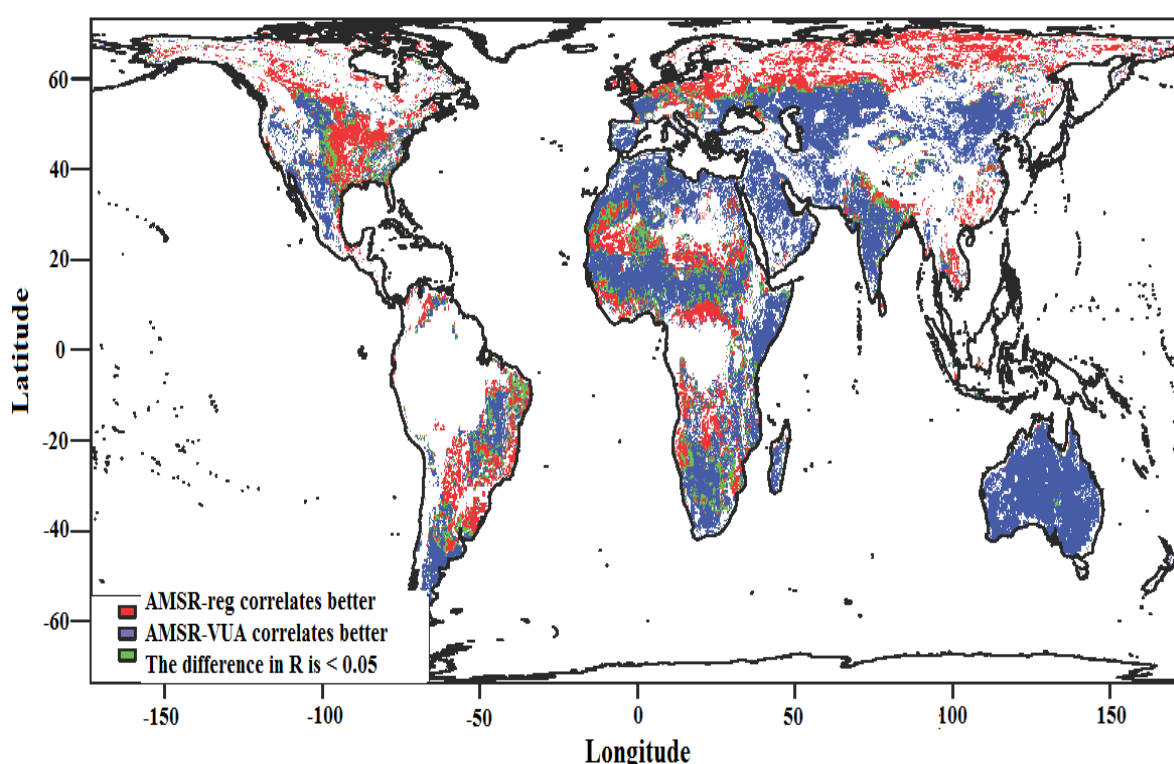 60
40
20
0
-20
-40
-60
Latitude
AMSR-reg correlates better
AMSR-VUA correlates better
The difference in R is < 0.05
-150
-100
-50
0
50
100
150
Longitude